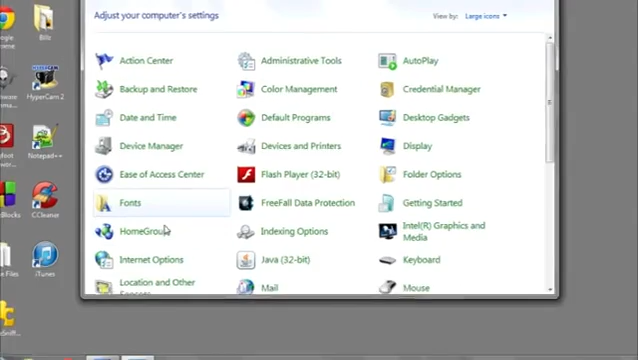 Adjust your computer's settings
View by: Large icons
Action Center
Administrative Tools
AutoPlay
Backup and Restore
Color Management
Credential Manager
Date and Time
Default Programs
Desktop Gadgets
Device Manager
Devices and Printers
Display
Ease of Access Center
Flash Player (32-bit)
Folder Options
Fonts
FreeFall Data Protection
Getting Started
HomeGroup
Indexing Options
Intel(R) Graphics and
Media
Internet Options
Java (32-bit)
Keyboard
Location and Other
Mail
Mouse
Bilo
HyperCam 2
Notepad++
CCleaner
iTunes